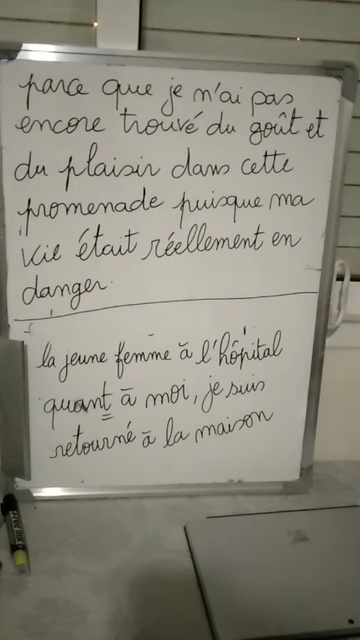 parce que je n'ai pas
encore trouvé du goût et
du plaisir dans cette
promenade puisque ma
vie était réellement en
danger.
la jeune femme à l'hôpital
quant à moi, je suis
retourné à la maison